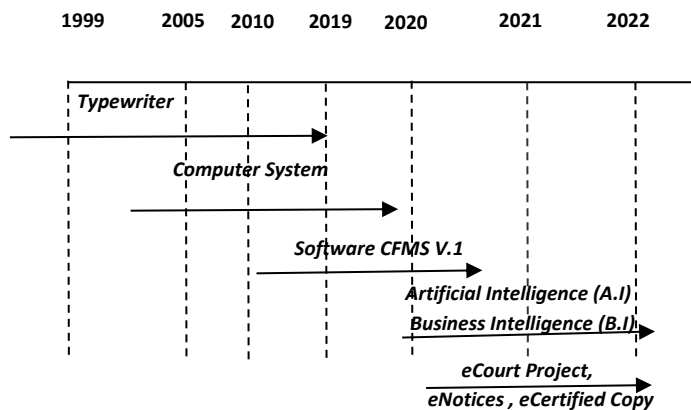 1999 2005 2010 2019 2020 2021 2022
Typewriter
Computer System
Software CFMS V.1
Artificial Intelligence (A.I)
Business Intelligence (B.I)
eCourt Project,
eNotices , eCertified Copy